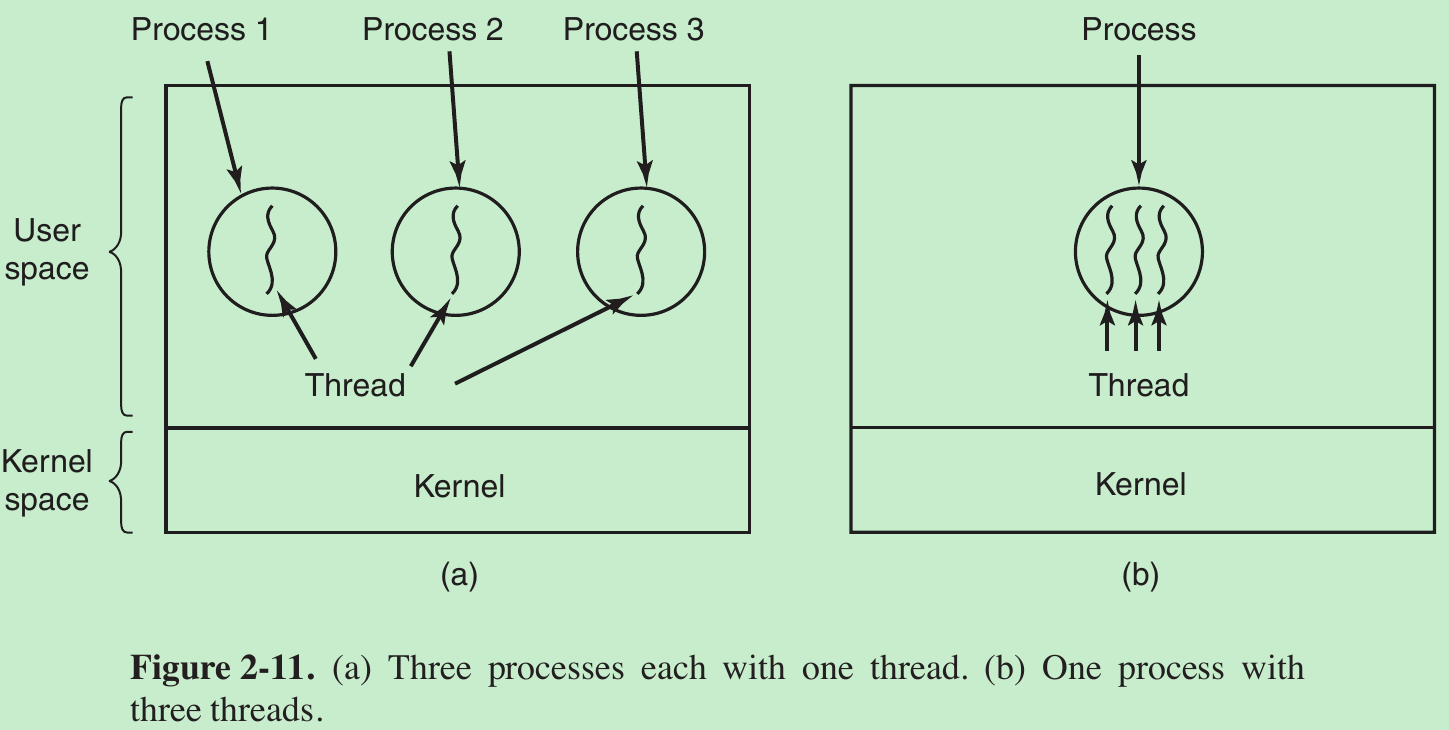 Process 1 Process 2 Process 3 Process
User
space
Thread Thread
Kernel
space
Kernel Kernel
(a) (b)
Figure 2-11. (a) Three processes each with one thread. (b) One process with
three threads.